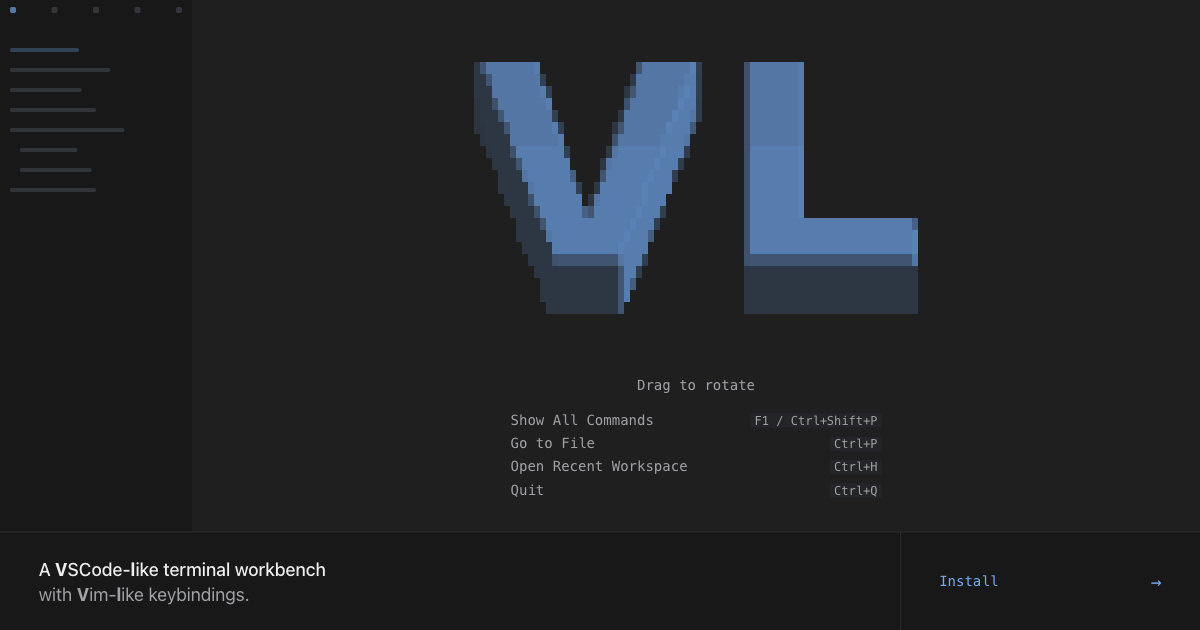 VL
Drag to rotate
Show All Commands F1 / Ctrl+Shift+P
Go to File Ctrl+P
Open Recent Workspace Ctrl+H
Quit Ctrl+Q
A VSCode-like terminal workbench
with Vim-like keybindings.
Install →